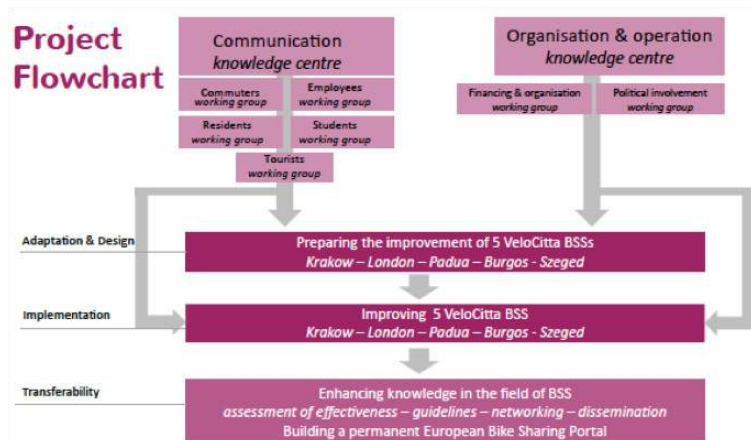 Project
Flowchart
Communication
knowledge centre
Commuters
working group
Employees
working group
Residents
working group
Students
working group
Tourists
working group
Organisation & operation
knowledge centre
Financing & organisation
working group
Political involvement
working group
Adaptation & Design
Preparing the improvement of 5 VeloCitta BSSs
Krakow – London – Padua – Burgos - Szeged
Implementation
Improving 5 VeloCitta BSS
Krakow – London – Padua – Burgos - Szeged
Transferability
Enhancing knowledge in the field of BSS
assessment of effectiveness – guidelines – networking – dissemination
Building a permanent European Bike Sharing Portal